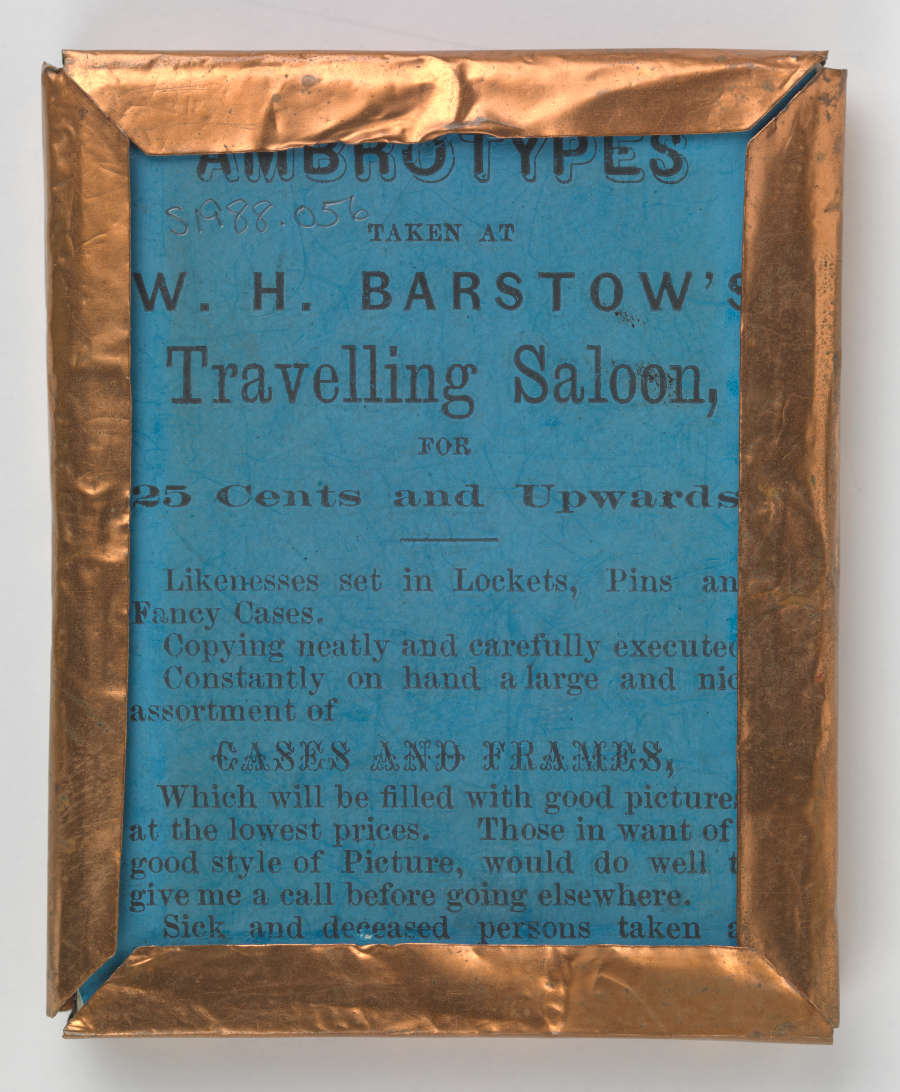 AMBROTYPES
S1988.056
TAKEN AT
W. H. BARSTOW'S
Travelling Saloon,
FOR
25 Cents and Upwards
Likenesses set in Lockets, Pins an
Fancy Cases.
Copying neatly and carefully executed
Constantly on hand a large and nic
assortment of
CASES AND FRAMES,
Which will be filled with good picture
at the lowest prices. Those in want of
good style of Picture, would do well t
give me a call before going elsewhere.
Sick and deceased persons taken a